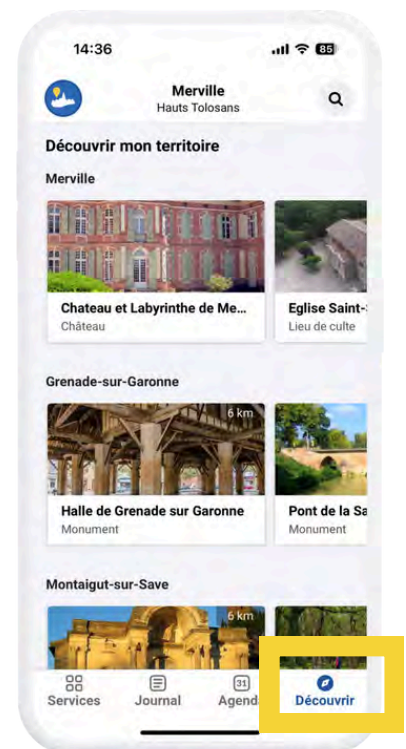 14:36
85
Merville
Hauts Tolosans
Découvrir mon territoire
Merville
Chateau et Labyrinthe de Me...
Château
Eglise Saint-
Lieu de culte
Grenade-sur-Garonne
6 km
Halle de Grenade sur Garonne
Monument
Pont de la Sa
Monument
Montaigut-sur-Save
6 km
31
Services
Journal
Agend
Découvrir